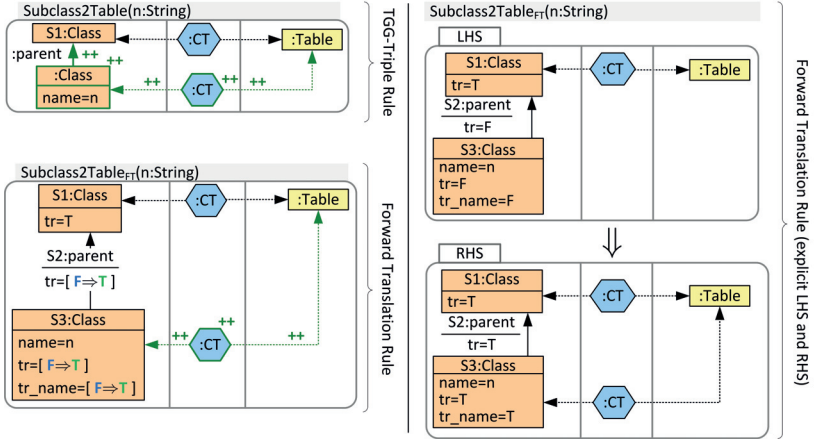 Subclass2Table(n:String)
S1:Class
:CT
:Table
:parent
++
++
:Class
name=n
++
:CT
++
++
TGG-Triple Rule
Subclass2Table_FT(n:String)
S1:Class
tr=T
:CT
:Table
S2:parent
tr=[ F⇒T ]
S3:Class
name=n
tr=[ F⇒T ]
tr_name=[ F⇒T ]
++
++
:CT
++
Forward Translation Rule
Subclass2Table_FT(n:String)
LHS
S1:Class
tr=T
:CT
:Table
S2:parent
tr=F
S3:Class
name=n
tr=F
tr_name=F
⇓
RHS
S1:Class
tr=T
:CT
:Table
S2:parent
tr=T
S3:Class
name=n
tr=T
tr_name=T
:CT
Forward Translation Rule (explicit LHS and RHS)